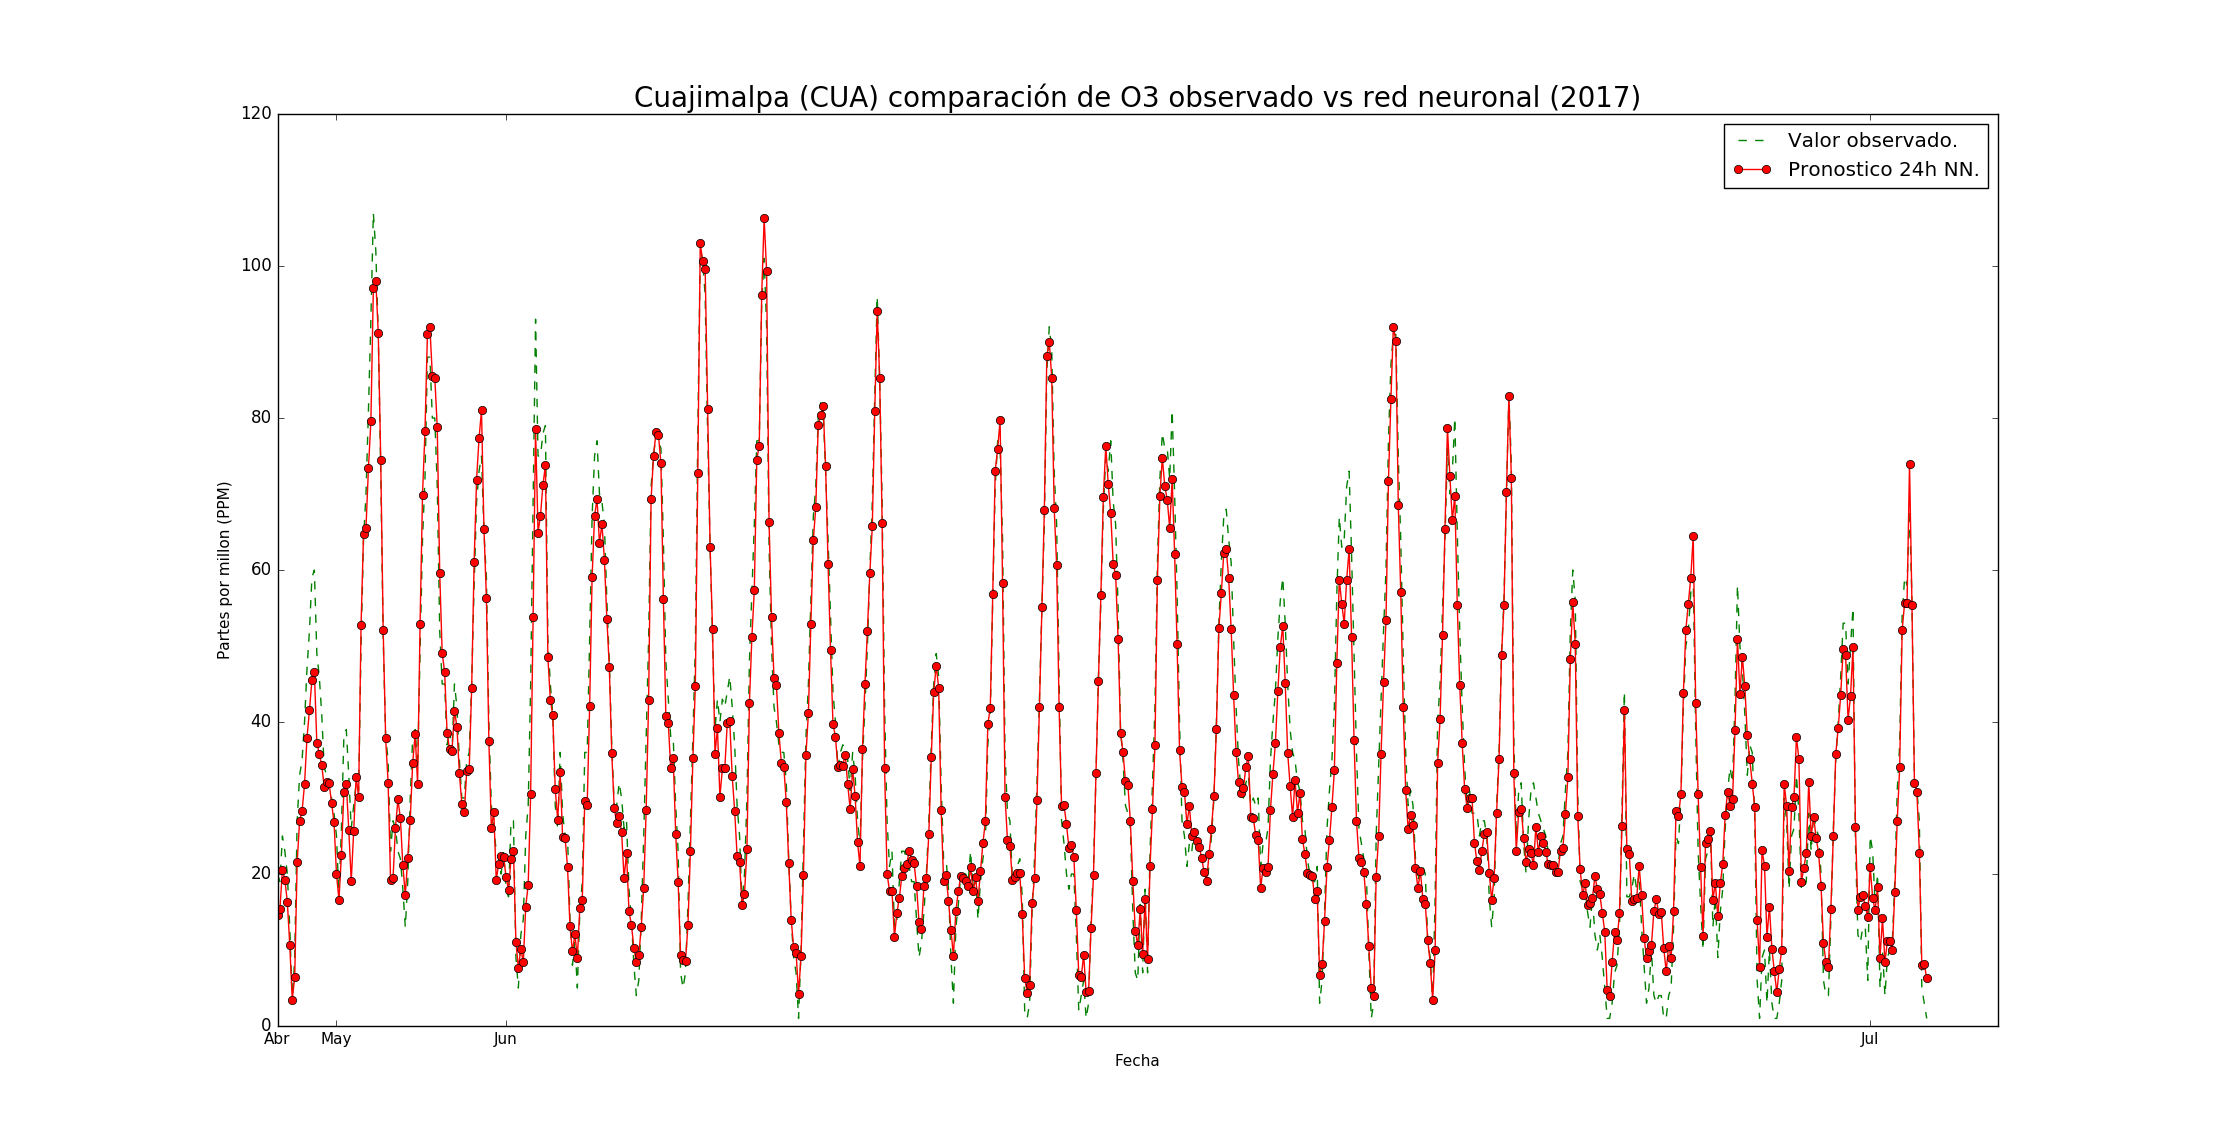 Cuajimalpa (CUA) comparación de O3 observado vs red neuronal (2017)
Valor observado.
Pronostico 24h NN.
Partes por millon (PPM)
120
100
80
60
40
20
0
Abr May Jun Jul
Fecha